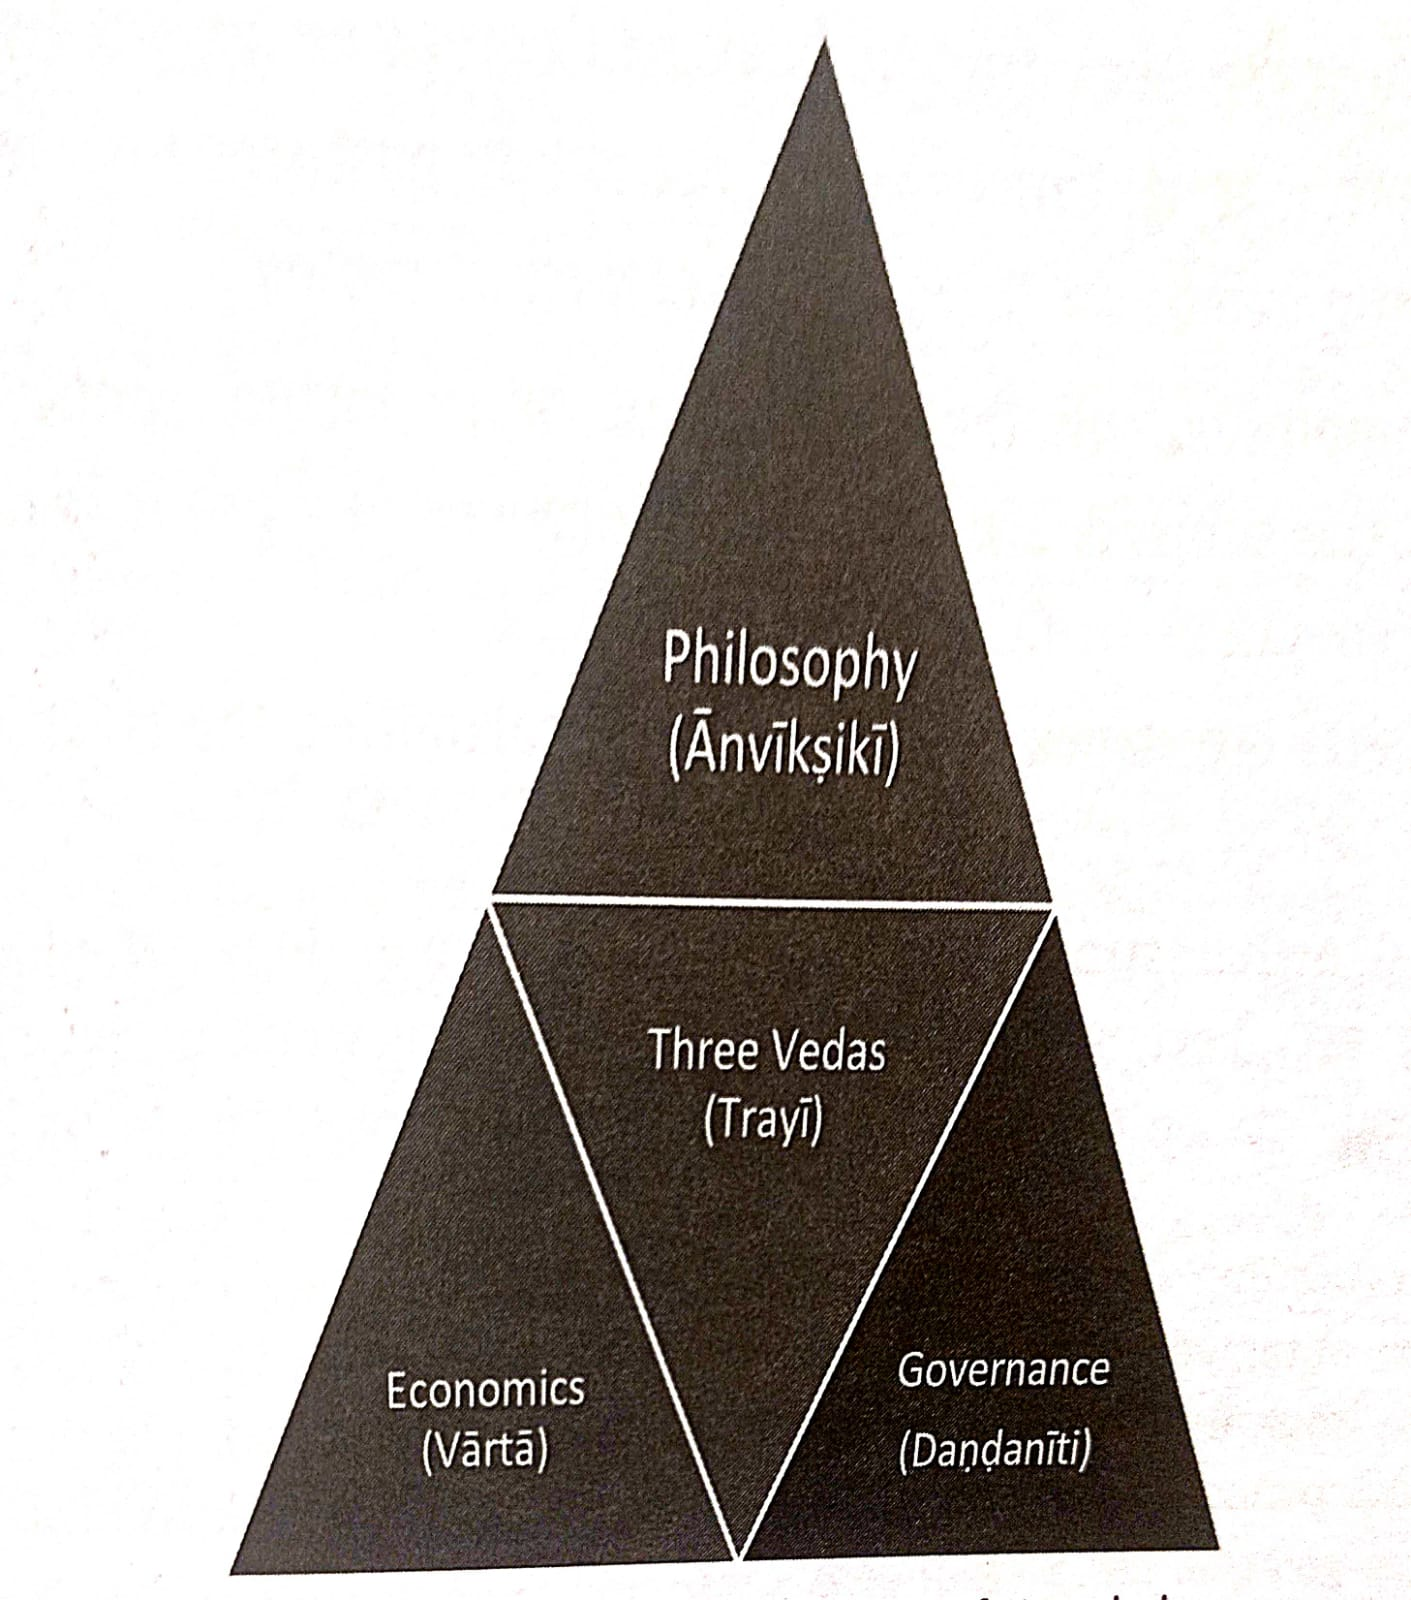 Philosophy
(Ānvīkṣikī)
Three Vedas
(Trayī)
Economics
(Vārtā)
Governance
(Daṇḍanīti)